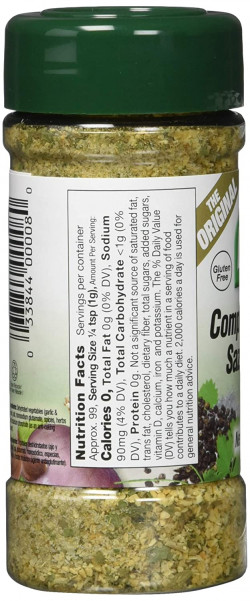 THE
ORIGINAL
Gluten
Free
Nutrition Facts Servings per container
Approx. 99, Serving Size ¼ tsp (1g), Amount Per Serving:
Calories 0, Total Fat 0g (0% DV), Sodium
90mg (4% DV), Total Carbohydrate <1g (0%
DV), Protein 0g. Not a significant source of saturated fat,
trans fat, cholesterol, dietary fiber, total sugars, added sugars,
vitamin D, calcium, iron and potassium. The % Daily Value
(DV) tells you how much a nutrient in a serving of food
contributes to a daily diet. 2,000 calories a day is used for
general nutrition advice.
0 33844 00008 0